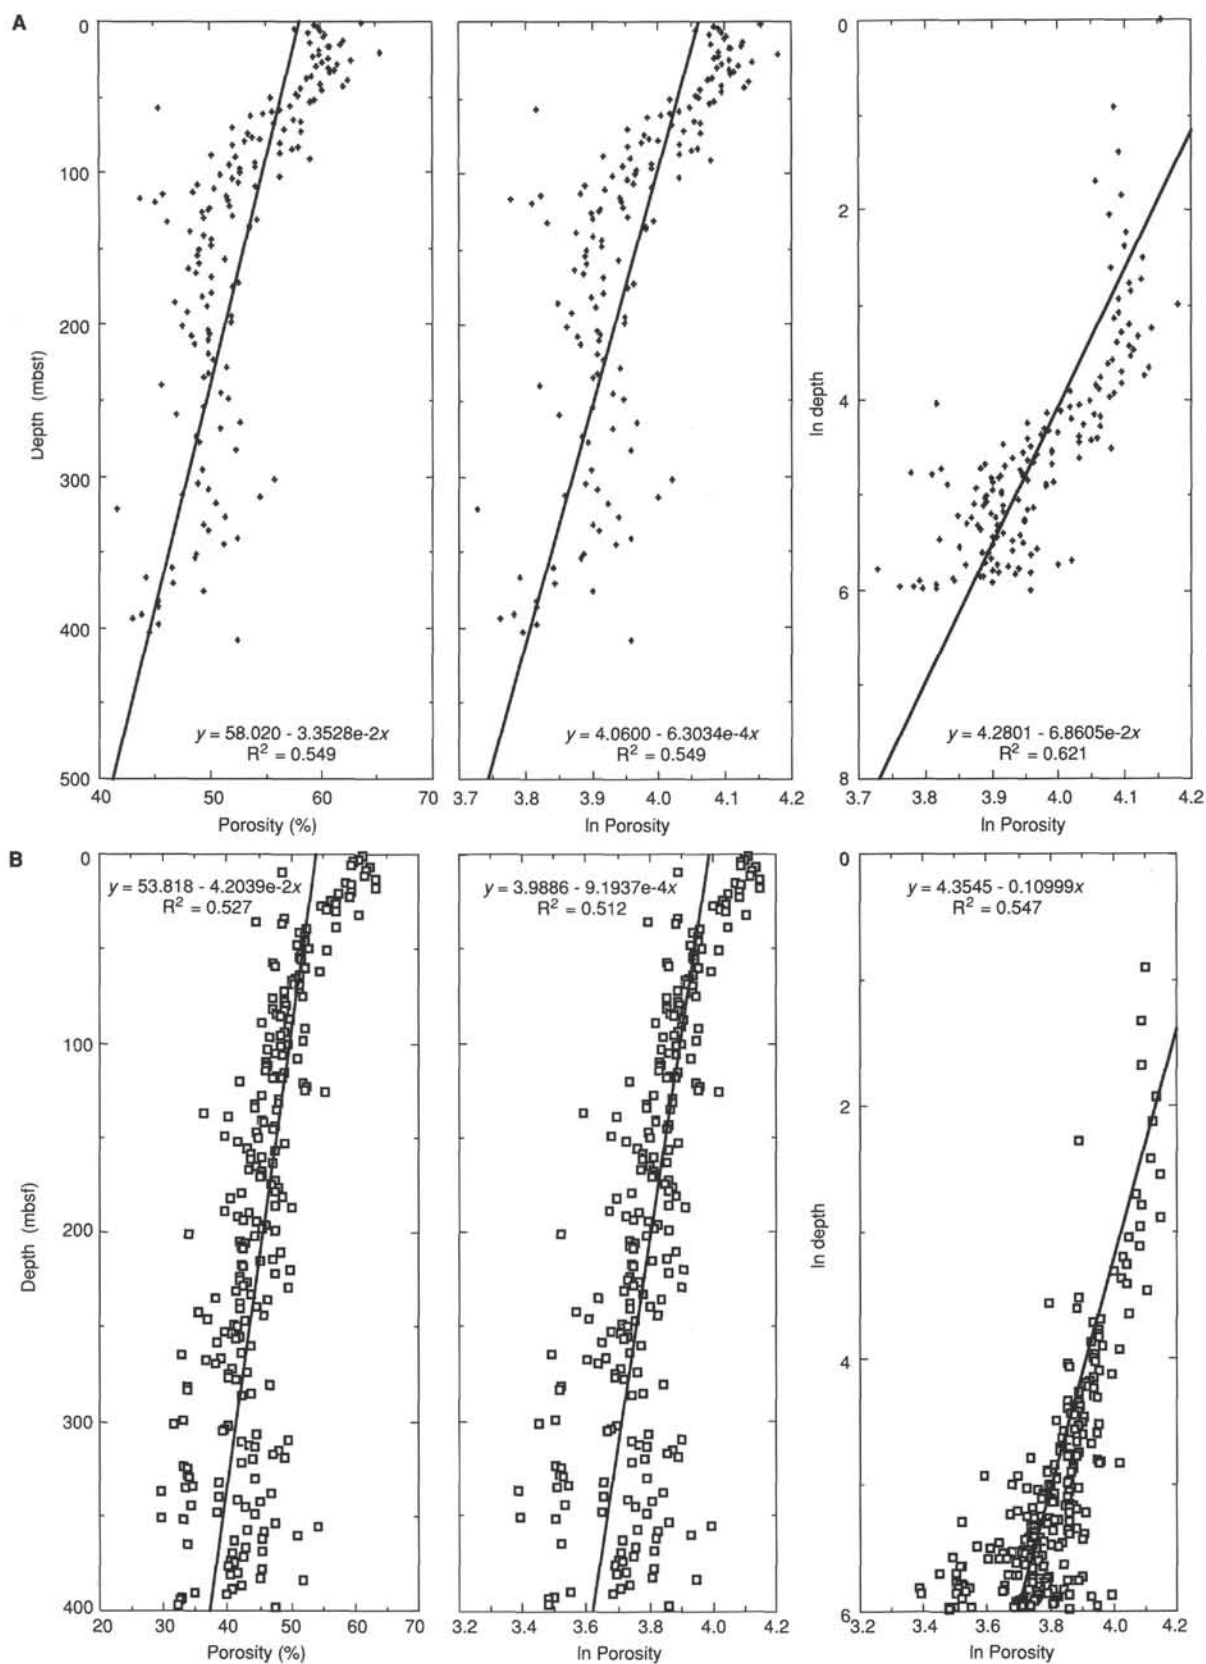 A
0
100
200
300
400
500
Depth (mbsf)
40
50
60
70
Porosity (%)
y = 58.020 - 3.3528e-2x
R² = 0.549
3.7
3.8
3.9
4.0
4.1
4.2
ln Porosity
y = 4.0600 - 6.3034e-4x
R² = 0.549
0
2
4
6
8
ln depth
3.7
3.8
3.9
4.0
4.1
4.2
ln Porosity
y = 4.2801 - 6.8605e-2x
R² = 0.621
B
0
100
200
300
400
Depth (mbsf)
y = 53.818 - 4.2039e-2x
R² = 0.527
20
30
40
50
60
Porosity (%)
y = 3.9886 - 9.1937e-4x
R² = 0.512
3.2
3.4
3.6
3.8
4.0
4.2
ln Porosity
0
2
4
6
ln depth
y = 4.3545 - 0.10999x
R² = 0.547
3.2
3.4
3.6
3.8
4.0
4.2
ln Porosity